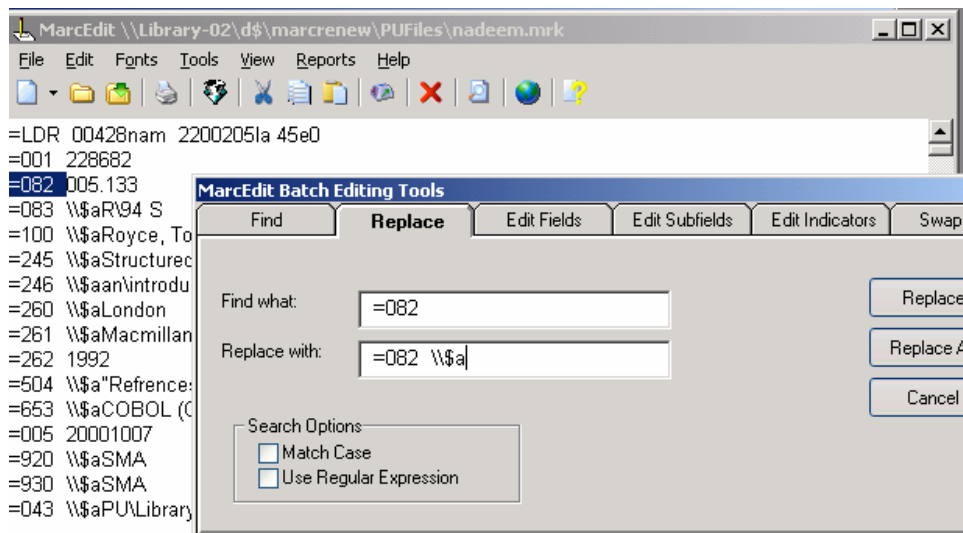 MarcEdit \\Library-02\d$\marcrenew\PUFiles\nadeem.mrk
File Edit Fonts Tools View Reports Help
=LDR 00428nam 2200205Ia 45e0
=001 228682
=082 005.133
=083 \\$aR\94 S
=100 \\$aRoyce, To
=245 \\$aStructured
=246 \\$aan\introdu
=260 \\$aLondon
=261 \\$aMacmillan
=262 1992
=504 \\$a"Refrences
=653 \\$aCOBOL (C
=005 20001007
=920 \\$aSMA
=930 \\$aSMA
=043 \\$aPU\Library
MarcEdit Batch Editing Tools
Find Replace Edit Fields Edit Subfields Edit Indicators Swap
Find what: =082
Replace with: =082 \\$a
Replace
Replace A
Cancel
Search Options
Match Case
Use Regular Expression